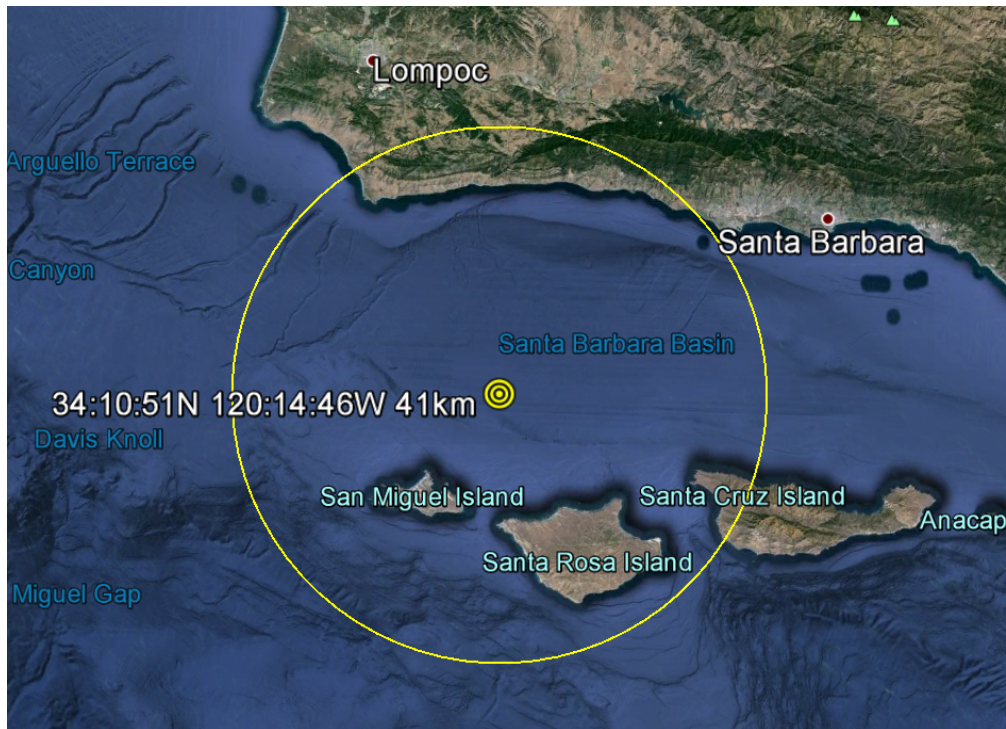 Lompoc
Arguello Terrace
Santa Barbara
Canyon
Santa Barbara Basin
34:10:51N 120:14:46W 41km
Davis Knoll
San Miguel Island
Santa Cruz Island
Anacap
Santa Rosa Island
Miguel Gap